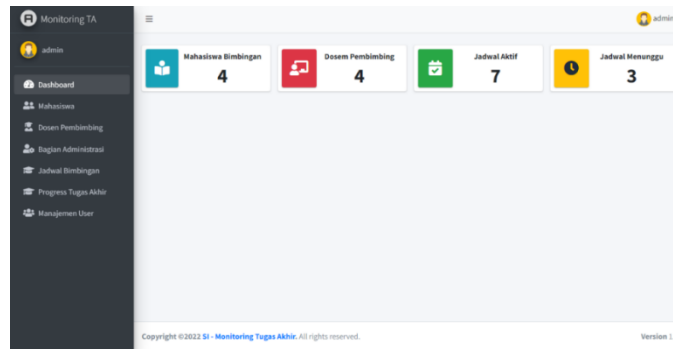 Monitoring TA
admin
admin
Dashboard
Mahasiswa
Dosen Pembimbing
Bagian Administrasi
Jadwal Bimbingan
Progress Tugas Akhir
Manajemen User
Mahasiswa Bimbingan
4
Dosem Pembimbing
4
Jadwal Aktif
7
Jadwal Menunggu
3
Copyright ©2022 SI - Monitoring Tugas Akhir. All rights reserved.
Version 1.